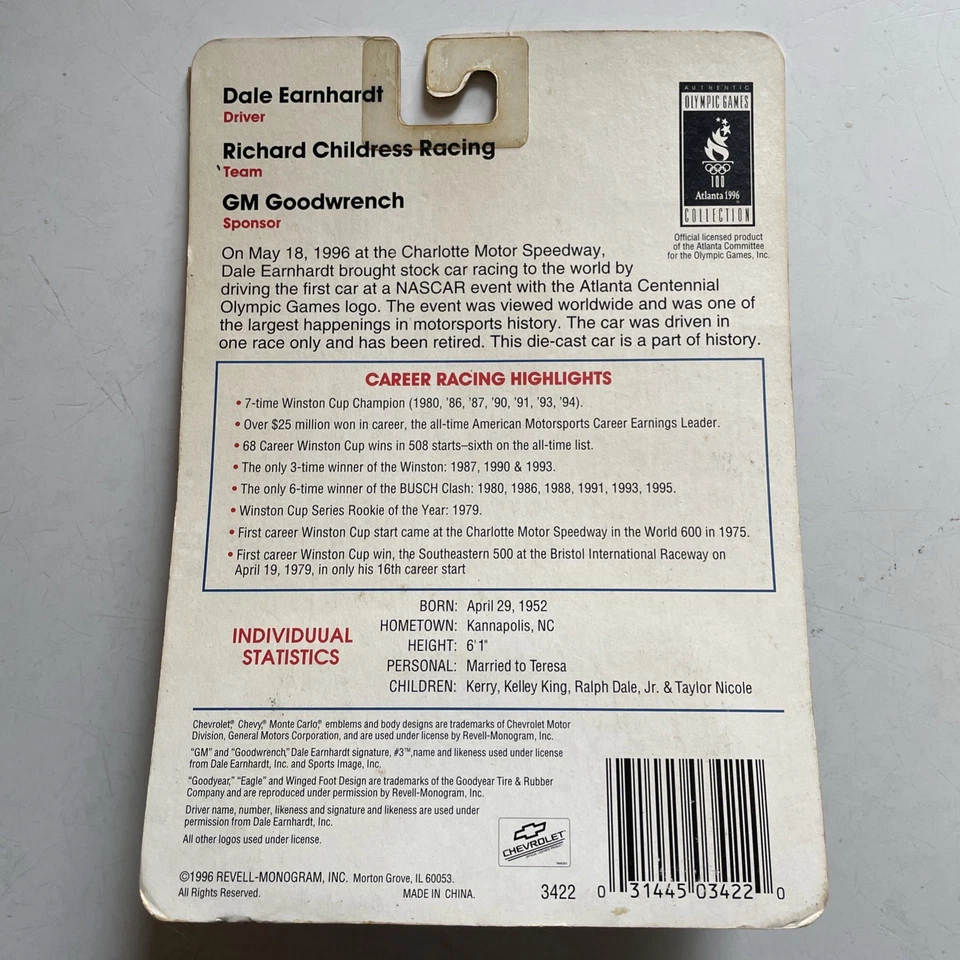 Dale Earnhardt
Driver
Richard Childress Racing
Team
GM Goodwrench
Sponsor
AUTHENTIC
OLYMPIC GAMES
100
Atlanta 1996
COLLECTION
Official licensed product
of the Atlanta Committee
for the Olympic Games, Inc.
On May 18, 1996 at the Charlotte Motor Speedway,
Dale Earnhardt brought stock car racing to the world by
driving the first car at a NASCAR event with the Atlanta Centennial
Olympic Games logo. The event was viewed worldwide and was one of
the largest happenings in motorsports history. The car was driven in
one race only and has been retired. This die-cast car is a part of history.
CAREER RACING HIGHLIGHTS
• 7-time Winston Cup Champion (1980, '86, '87, '90, '91, '93, '94).
• Over $25 million won in career, the all-time American Motorsports Career Earnings Leader.
• 68 Career Winston Cup wins in 508 starts–sixth on the all-time list.
• The only 3-time winner of the Winston: 1987, 1990 & 1993.
• The only 6-time winner of the BUSCH Clash: 1980, 1986, 1988, 1991, 1993, 1995.
• Winston Cup Series Rookie of the Year: 1979.
• First career Winston Cup start came at the Charlotte Motor Speedway in the World 600 in 1975.
• First career Winston Cup win, the Southeastern 500 at the Bristol International Raceway on
April 19, 1979, in only his 16th career start
INDIVIDUUAL
STATISTICS
BORN: April 29, 1952
HOMETOWN: Kannapolis, NC
HEIGHT: 6'1"
PERSONAL: Married to Teresa
CHILDREN: Kerry, Kelley King, Ralph Dale, Jr. & Taylor Nicole
Chevrolet,® Chevy,® Monte Carlo,® emblems and body designs are trademarks of Chevrolet Motor
Division, General Motors Corporation, and are used under license by Revell-Monogram, Inc.
"GM" and "Goodwrench," Dale Earnhardt signature, #3™, name and likeness used under license
from Dale Earnhardt, Inc. and Sports Image, Inc.
"Goodyear," "Eagle" and Winged Foot Design are trademarks of the Goodyear Tire & Rubber
Company and are reproduced under permission by Revell-Monogram, Inc.
Driver name, number, likeness and signature and likeness are used under
permission from Dale Earnhardt, Inc.
All other logos used under license.
CHEVROLET
©1996 REVELL-MONOGRAM, INC. Morton Grove, IL 60053.
All Rights Reserved.
MADE IN CHINA.
3422
0 31445 03422 0